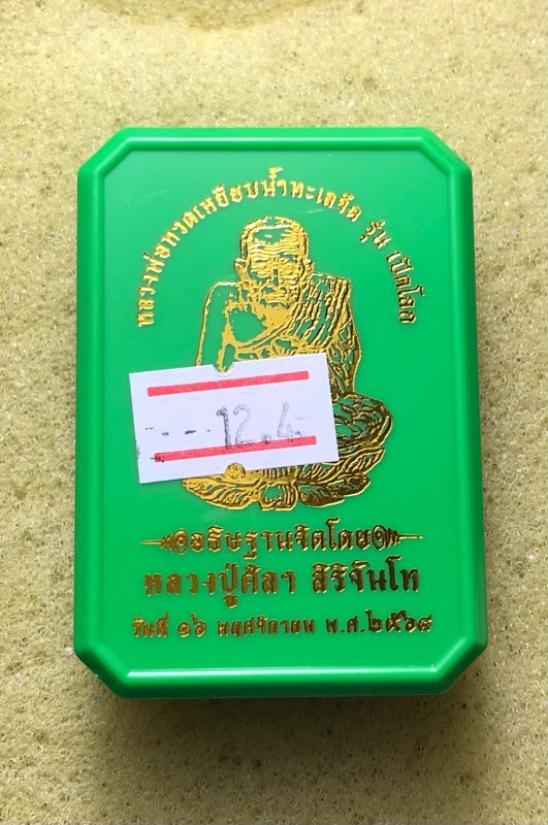 หลวงพ่อทวดเหยียบน้ำทะเลจืด รุ่น เปิดโลก
12.4
อธิษฐานจิตโดย
หลวงปู่ศิลา สิริจันโท
วันที่ ๑๖ พฤศจิกายน พ.ศ.๒๕๖๘